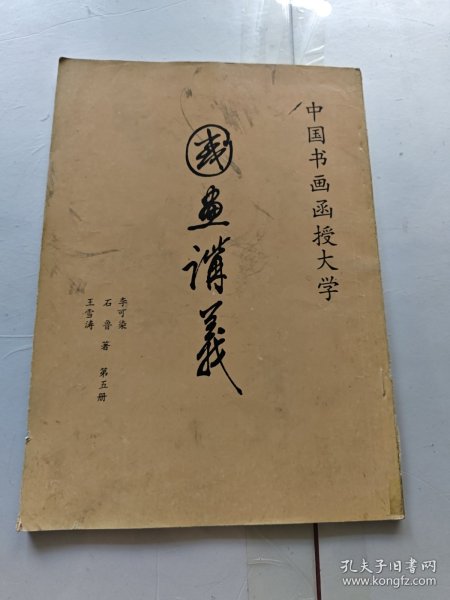 中国书画函授大学
國畫講義
李可染
石鲁 著 第五册
王雪涛
孔夫子旧书网
www.kongfz.com